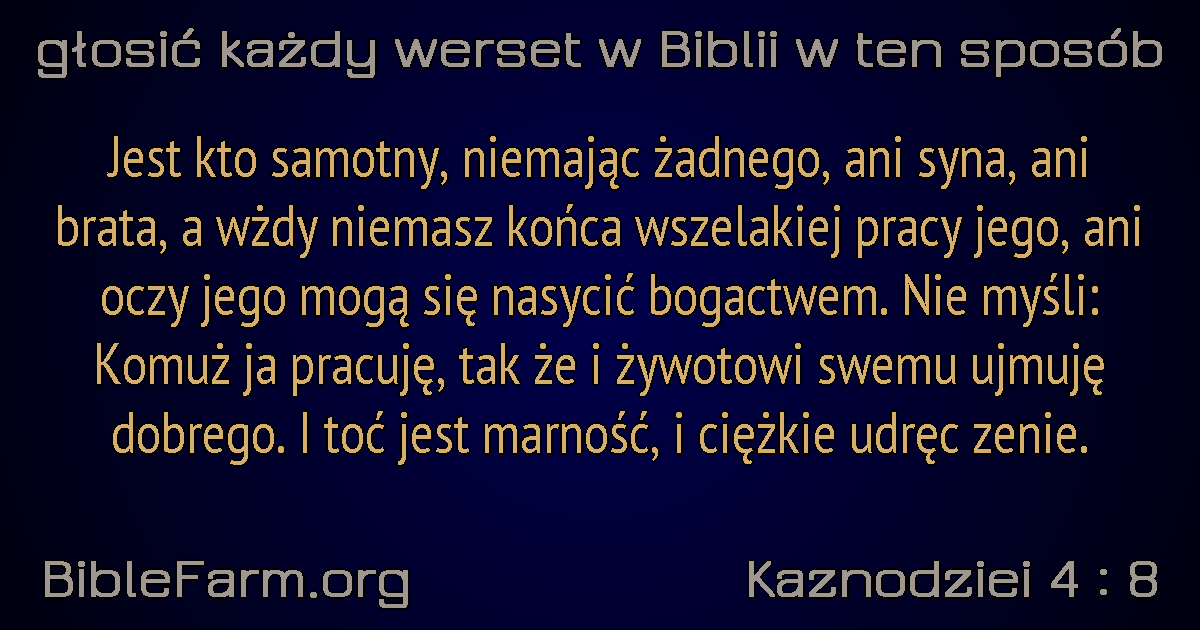 głosić każdy werset w Biblii w ten sposób
Jest kto samotny, niemając żadnego, ani syna, ani
brata, a wżdy niemasz końca wszelakiej pracy jego, ani
oczy jego mogą się nasycić bogactwem. Nie myśli:
Komuż ja pracuję, tak że i żywotowi swemu ujmuję
dobrego. I toć jest marność, i ciężkie udręc zenie.
BibleFarm.org
Kaznodziei 4 : 8